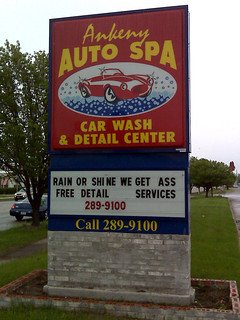 Ankeny
AUTO SPA
CAR WASH
& DETAIL CENTER
RAIN OR SHINE WE GET ASS
FREE DETAIL SERVICES
289-9100
Call 289-9100